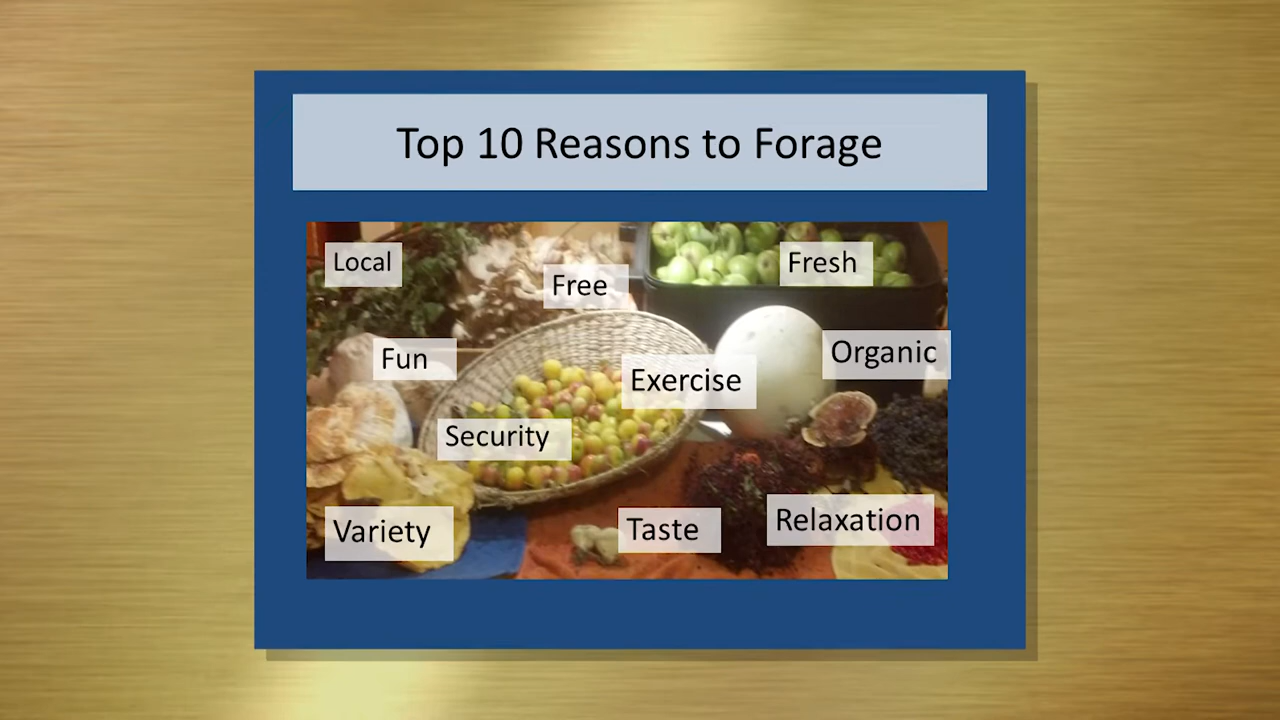 Top 10 Reasons to Forage
Local
Free
Fresh
Fun
Exercise
Organic
Security
Variety
Taste
Relaxation